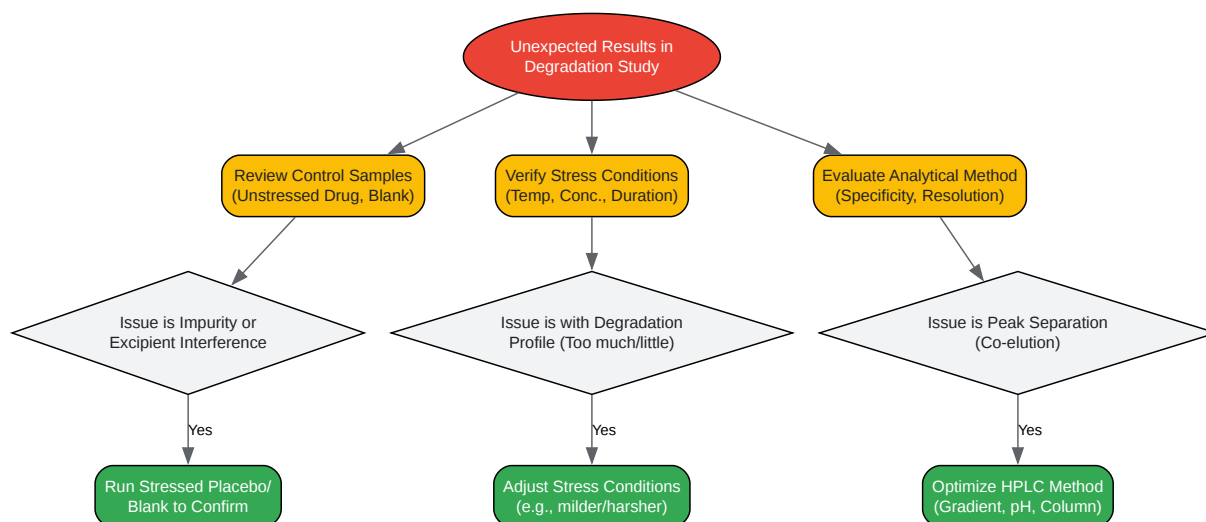 Unexpected Results in
Degradation Study
Review Control Samples
(Unstressed Drug, Blank)
Verify Stress Conditions
(Temp, Conc., Duration)
Evaluate Analytical Method
(Specificity, Resolution)
Issue is Impurity or
Excipient Interference
Issue is with Degradation
Profile (Too much/little)
Issue is Peak Separation
(Co-elution)
Yes
Yes
Yes
Run Stressed Placebo/
Blank to Confirm
Adjust Stress Conditions
(e.g., milder/harsher)
Optimize HPLC Method
(Gradient, pH, Column)